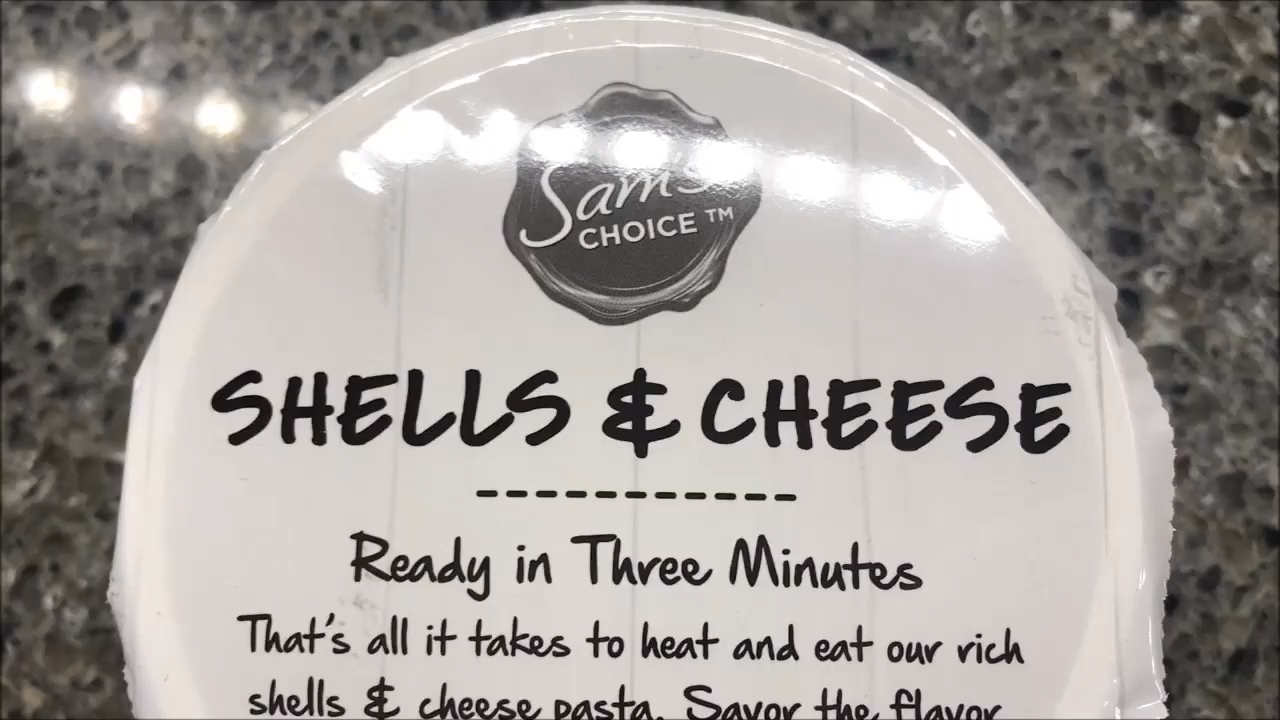 Sam's
CHOICE ™
SHELLS & CHEESE
Ready in Three Minutes
That's all it takes to heat and eat our rich
shells & cheese pasta. Savor the flavor